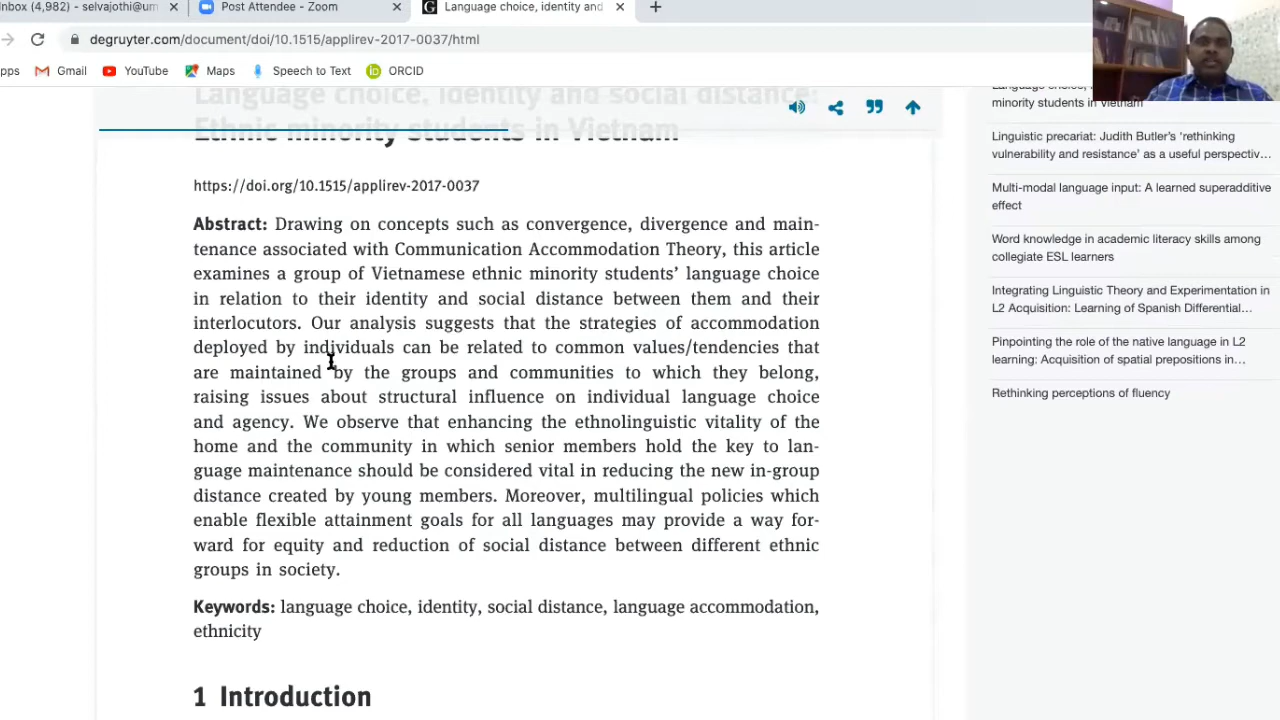 nbox (4,982) - selvajothi@um
Post Attendee - Zoom
Language choice, identity and
degruyter.com/document/doi/10.1515/applirev-2017-0037/html
pps
Gmail
YouTube
Maps
Speech to Text
ORCID
Language choice, identity and social distance:
Ethnic minority students in Vietnam
https://doi.org/10.1515/applirev-2017-0037
Abstract: Drawing on concepts such as convergence, divergence and main-
tenance associated with Communication Accommodation Theory, this article
examines a group of Vietnamese ethnic minority students’ language choice
in relation to their identity and social distance between them and their
interlocutors. Our analysis suggests that the strategies of accommodation
deployed by individuals can be related to common values/tendencies that
are maintained by the groups and communities to which they belong,
raising issues about structural influence on individual language choice
and agency. We observe that enhancing the ethnolinguistic vitality of the
home and the community in which senior members hold the key to lan-
guage maintenance should be considered vital in reducing the new in-group
distance created by young members. Moreover, multilingual policies which
enable flexible attainment goals for all languages may provide a way for-
ward for equity and reduction of social distance between different ethnic
groups in society.
Keywords: language choice, identity, social distance, language accommodation,
ethnicity
1 Introduction
Language choice,
minority students in Vietnam
Linguistic precariat: Judith Butler’s ‘rethinking
vulnerability and resistance’ as a useful perspectiv...
Multi-modal language input: A learned superadditive
effect
Word knowledge in academic literacy skills among
collegiate ESL learners
Integrating Linguistic Theory and Experimentation in
L2 Acquisition: Learning of Spanish Differential...
Pinpointing the role of the native language in L2
learning: Acquisition of spatial prepositions in...
Rethinking perceptions of fluency